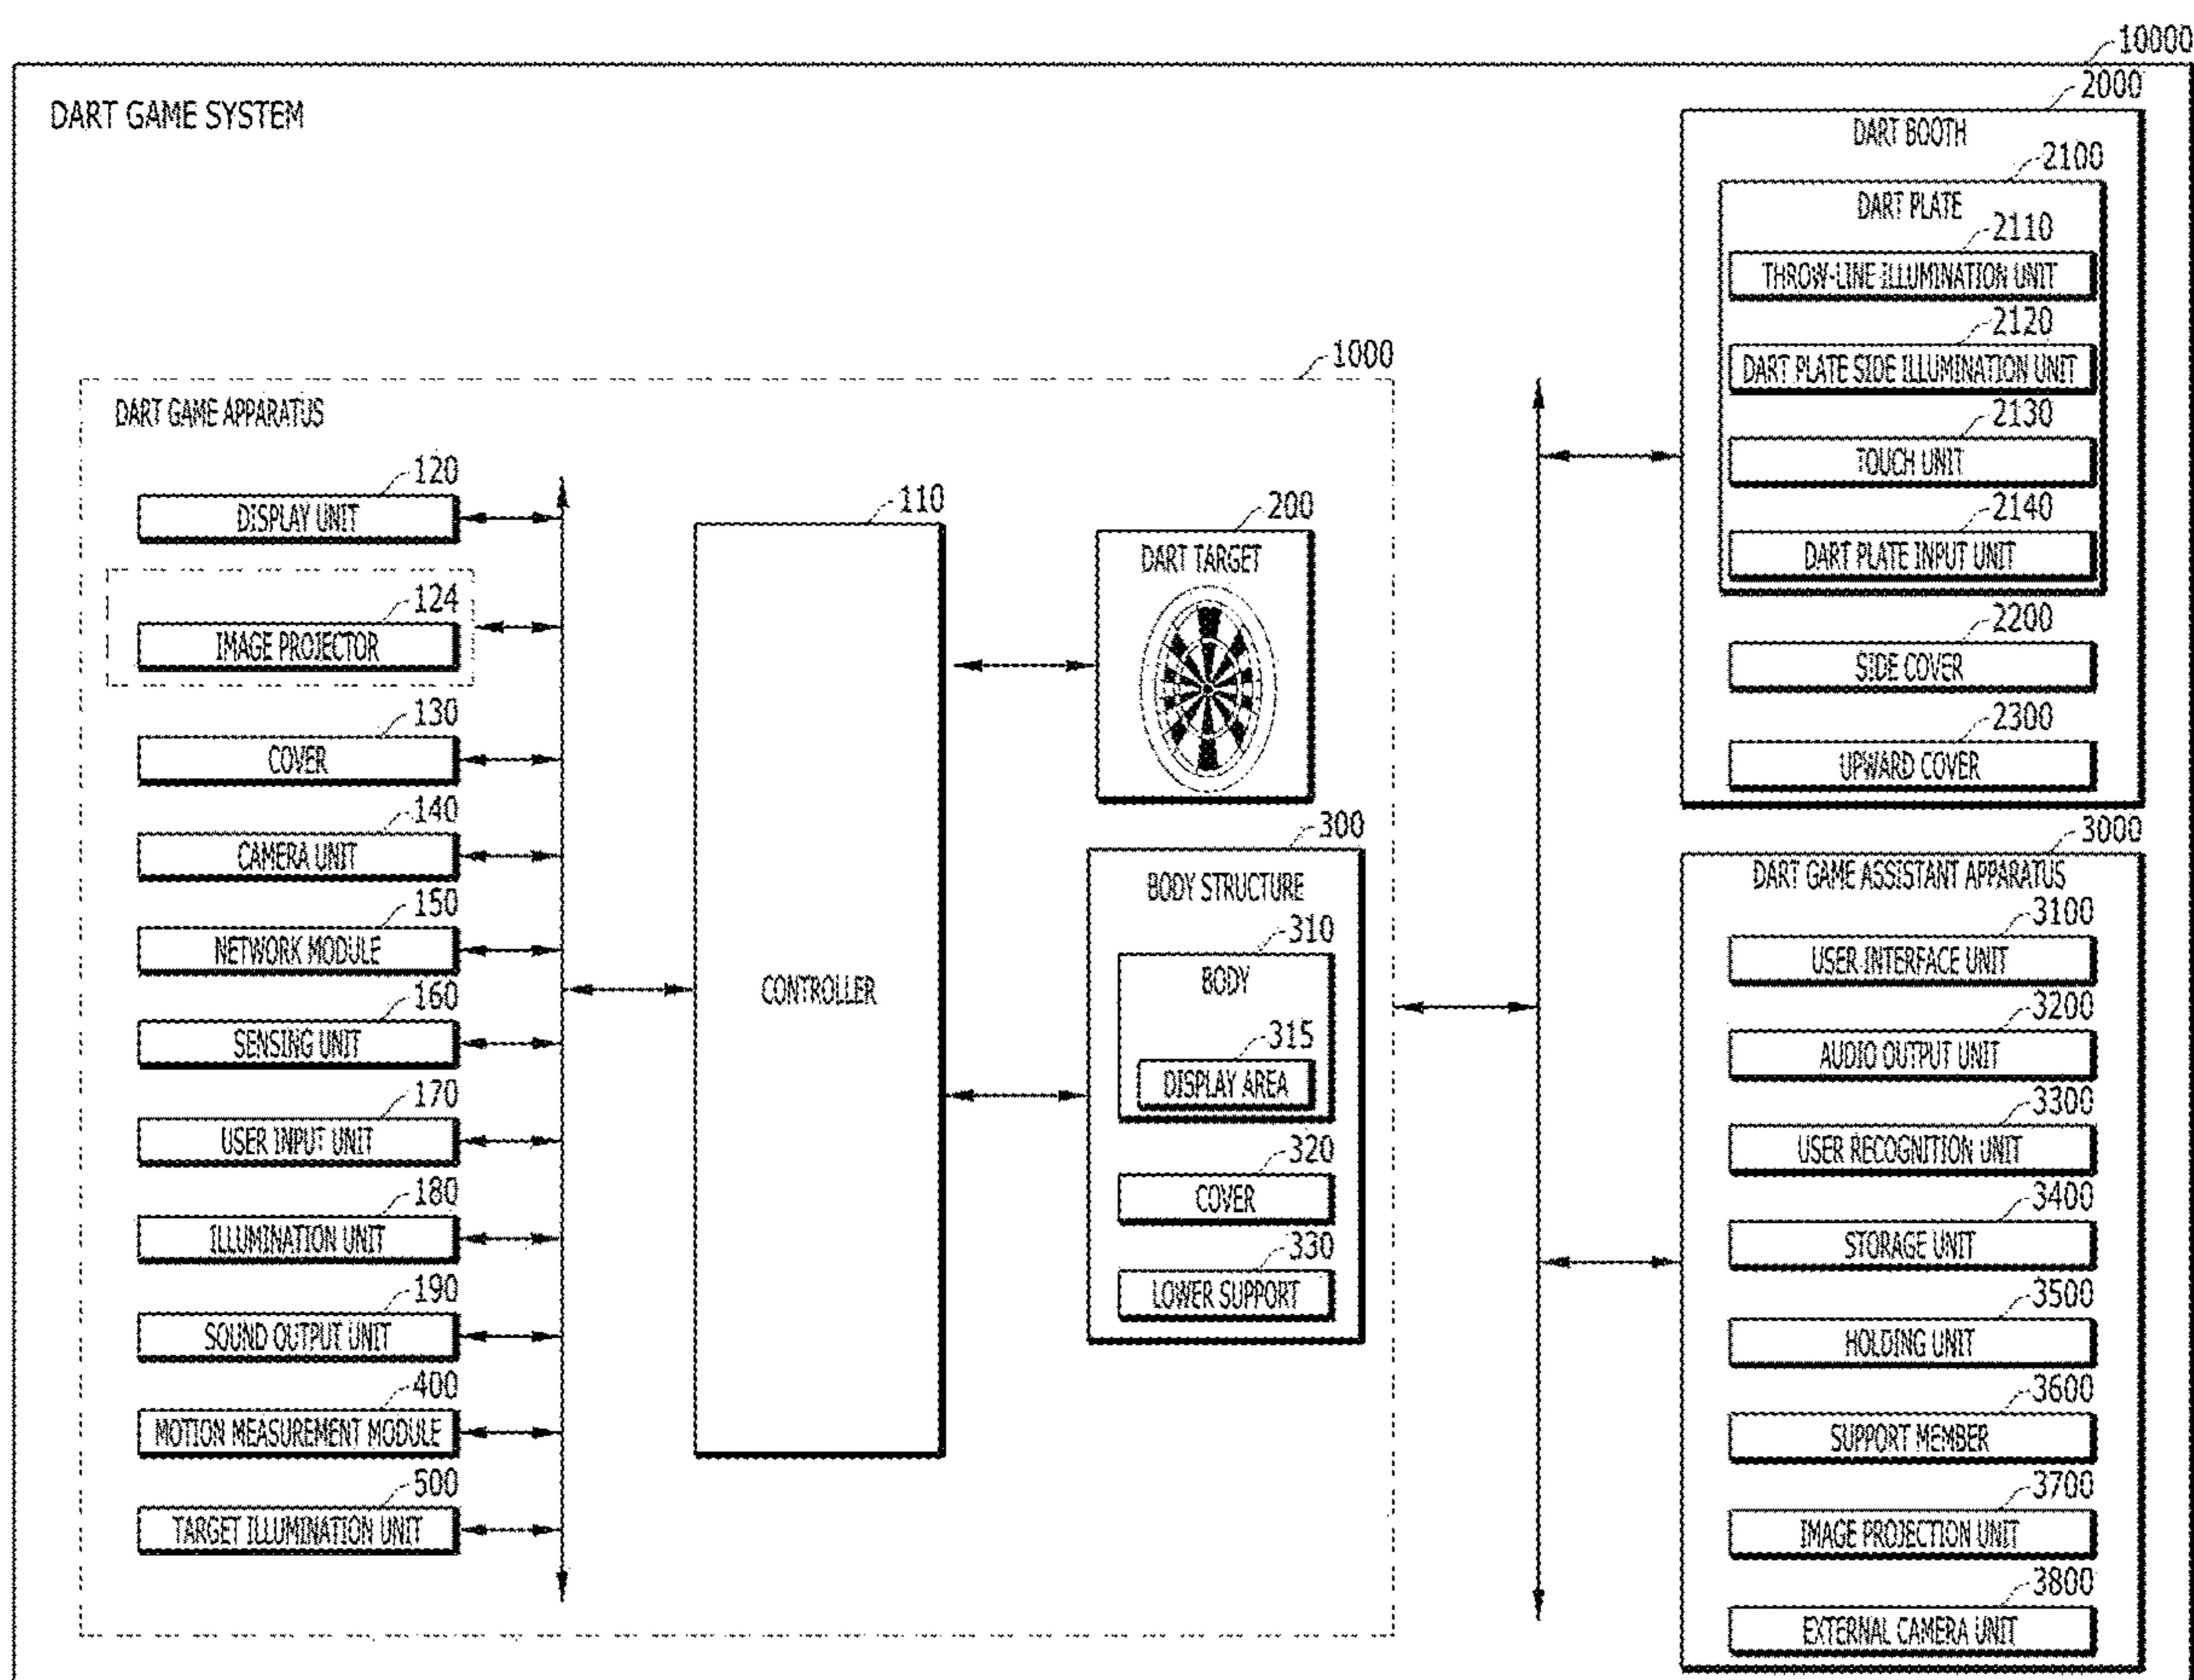 10000
DART GAME SYSTEM
2000
DART BOOTH
2100
DART PLATE
2110
THROW-LINE ILLUMINATION UNIT
2120
DART PLATE SIDE ILLUMINATION UNIT
2130
TOUCH UNIT
2140
DART PLATE INPUT UNIT
2200
SIDE COVER
2300
UPWARD COVER
1000
DART GAME APPARATUS
120
DISPLAY UNIT
124
IMAGE PROJECTOR
130
COVER
140
CAMERA UNIT
150
NETWORK MODULE
160
SENSING UNIT
170
USER INPUT UNIT
180
ILLUMINATION UNIT
190
SOUND OUTPUT UNIT
400
MOTION MEASUREMENT MODULE
500
TARGET ILLUMINATION UNIT
110
CONTROLLER
200
DART TARGET
300
BODY STRUCTURE
310
BODY
315
DISPLAY AREA
320
COVER
330
LOWER SUPPORT
3000
DART GAME ASSISTANT APPARATUS
3100
USER INTERFACE UNIT
3200
AUDIO OUTPUT UNIT
3300
USER RECOGNITION UNIT
3400
STORAGE UNIT
3500
HOLDING UNIT
3600
SUPPORT MEMBER
3700
IMAGE PROJECTION UNIT
3800
EXTERNAL CAMERA UNIT